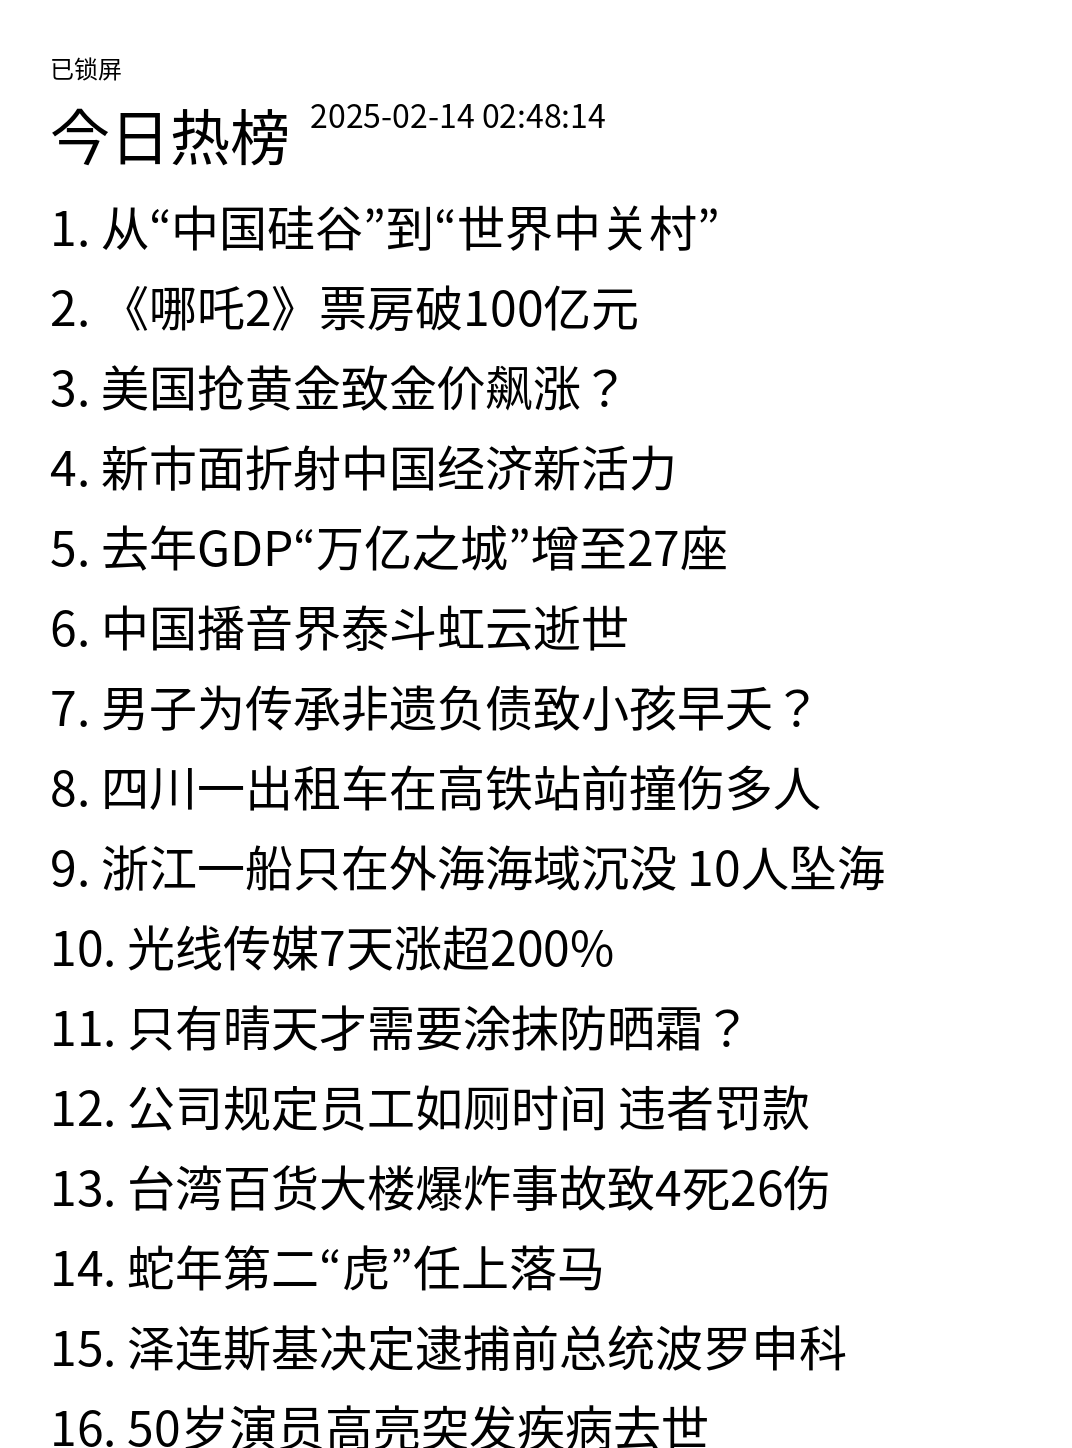 已锁屏
今日热榜 2025-02-14 02:48:14
1. 从“中国硅谷”到“世界中关村”
2. 《哪吒2》票房破100亿元
3. 美国抢黄金致金价飙涨？
4. 新市面折射中国经济新活力
5. 去年GDP“万亿之城”增至27座
6. 中国播音界泰斗虹云逝世
7. 男子为传承非遗负债致小孩早夭？
8. 四川一出租车在高铁站前撞伤多人
9. 浙江一船只在外海海域沉没 10人坠海
10. 光线传媒7天涨超200%
11. 只有晴天才需要涂抹防晒霜？
12. 公司规定员工如厕时间 违者罚款
13. 台湾百货大楼爆炸事故致4死26伤
14. 蛇年第二“虎”任上落马
15. 泽连斯基决定逮捕前总统波罗申科
16. 50岁演员高亮突发疾病去世